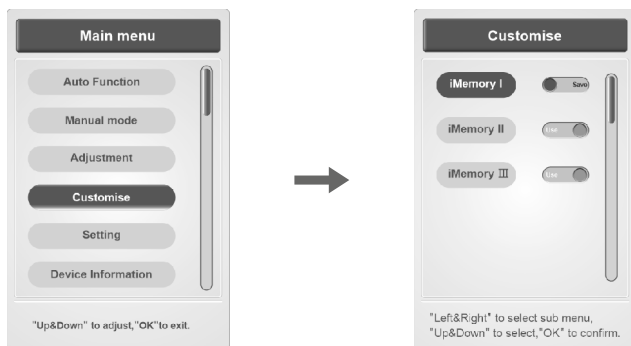 Main menu
Auto Function
Manual mode
Adjustment
Customise
Setting
Device Information
"Up&Down" to adjust,"OK"to exit.
Customise
iMemory I Save
iMemory II Use
iMemory III Use
"Left&Right" to select sub menu,
"Up&Down" to select,"OK" to confirm.